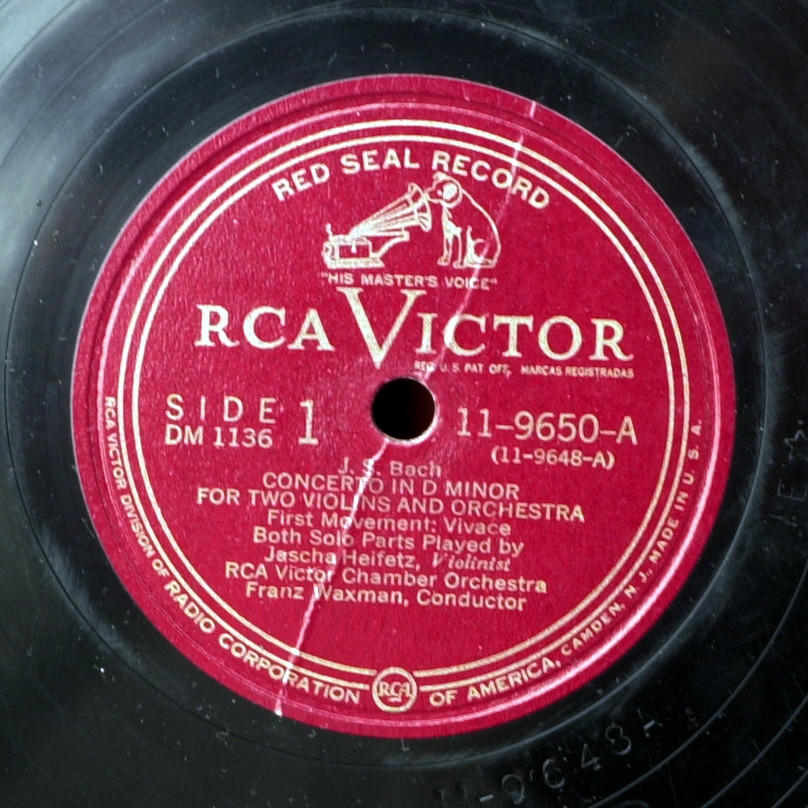 RED SEAL RECORD
"HIS MASTER'S VOICE"
RCA VICTOR
REG. U. S. PAT. OFF., MARCAS REGISTRADAS
SIDE 1
DM 1136
11-9650-A
(11-9648-A)
J. S. Bach
CONCERTO IN D MINOR
FOR TWO VIOLINS AND ORCHESTRA
First Movement: Vivace
Both Solo Parts Played by
Jascha Heifetz, Violinist
RCA Victor Chamber Orchestra
Franz Waxman, Conductor
RCA VICTOR DIVISION OF RADIO CORPORATION OF AMERICA, CAMDEN, N. J., MADE IN U. S. A.
RCA
11-9648A